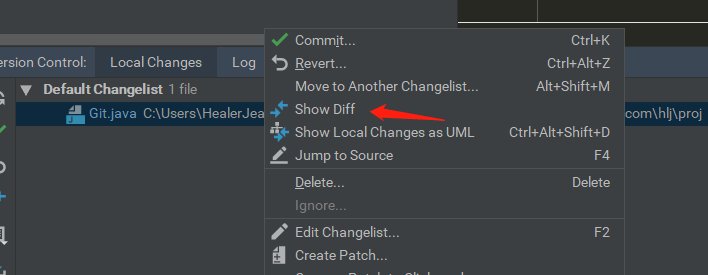 ersion Control: Local Changes Log
Commit... Ctrl+K
Revert... Ctrl+Alt+Z
Move to Another Changelist... Alt+Shift+M
Default Changelist 1 file
Show Diff
Git.java C:\Users\HealerJea com\hlj\proj
Show Local Changes as UML Ctrl+Alt+Shift+D
Jump to Source F4
Delete... Delete
Ignore...
Edit Changelist... F2
Create Patch...